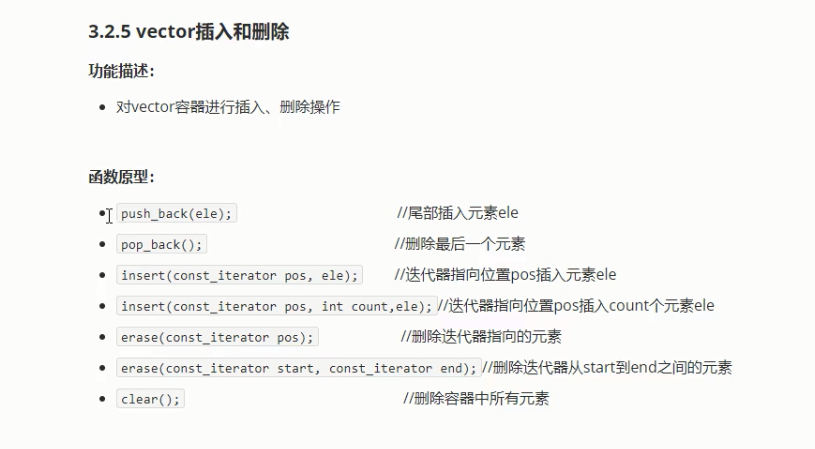 3.2.5 vector插入和删除
功能描述：
对vector容器进行插入、删除操作
函数原型：
push_back(ele); //尾部插入元素ele
pop_back(); //删除最后一个元素
insert(const_iterator pos, ele); //迭代器指向位置pos插入元素ele
insert(const_iterator pos, int count,ele); //迭代器指向位置pos插入count个元素ele
erase(const_iterator pos); //删除迭代器指向的元素
erase(const_iterator start, const_iterator end); //删除迭代器从start到end之间的元素
clear(); //删除容器中所有元素